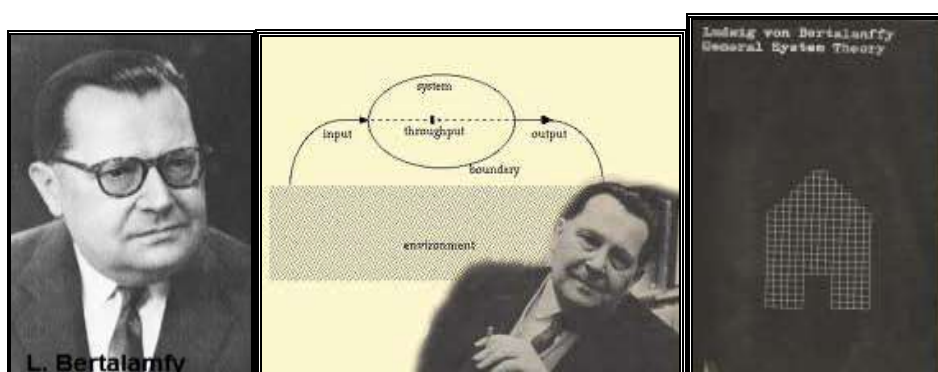 L. Bertalamfy
system
input
throughput
output
boundary
environment
Ludwig von Bertalanffy
General System Theory